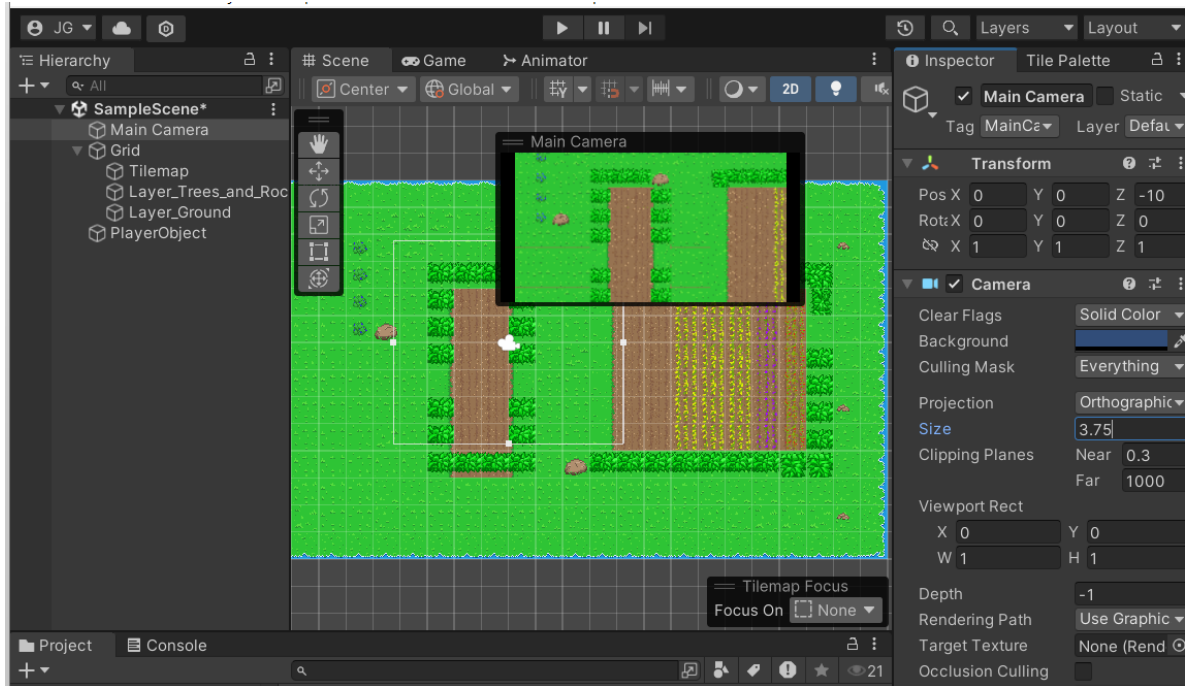 JG
Layers
Layout
Hierarchy
All
SampleScene*
Main Camera
Grid
Tilemap
Layer_Trees_and_Roc
Layer_Ground
PlayerObject
Scene Game Animator
Center Global 2D
Main Camera
Tilemap Focus
Focus On None
Inspector Tile Palette
Main Camera Static
Tag MainCa Layer Defau
Transform
Pos X 0 Y 0 Z -10
Rota X 0 Y 0 Z 0
X 1 Y 1 Z 1
Camera
Clear Flags Solid Color
Background
Culling Mask Everything
Projection Orthographic
Size 3.75
Clipping Planes Near 0.3
Far 1000
Viewport Rect
X 0 Y 0
W 1 H 1
Depth -1
Rendering Path Use Graphic
Target Texture None (Rend
Occlusion Culling
Project Console
21